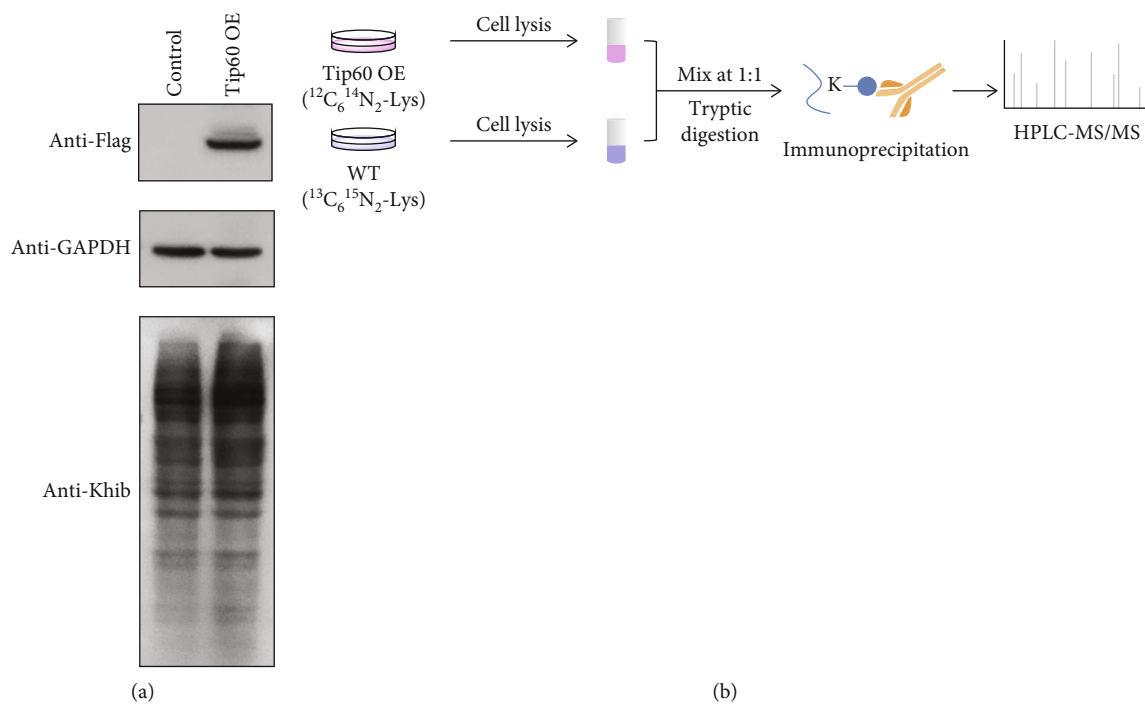 Control
Tip60 OE
Anti-Flag
Anti-GAPDH
Anti-Khib
(a)
Tip60 OE
(¹²C₆¹⁴N₂-Lys)
WT
(¹³C₆¹⁵N₂-Lys)
Cell lysis
Cell lysis
Mix at 1:1
Tryptic
digestion
K
Immunoprecipitation
HPLC-MS/MS
(b)